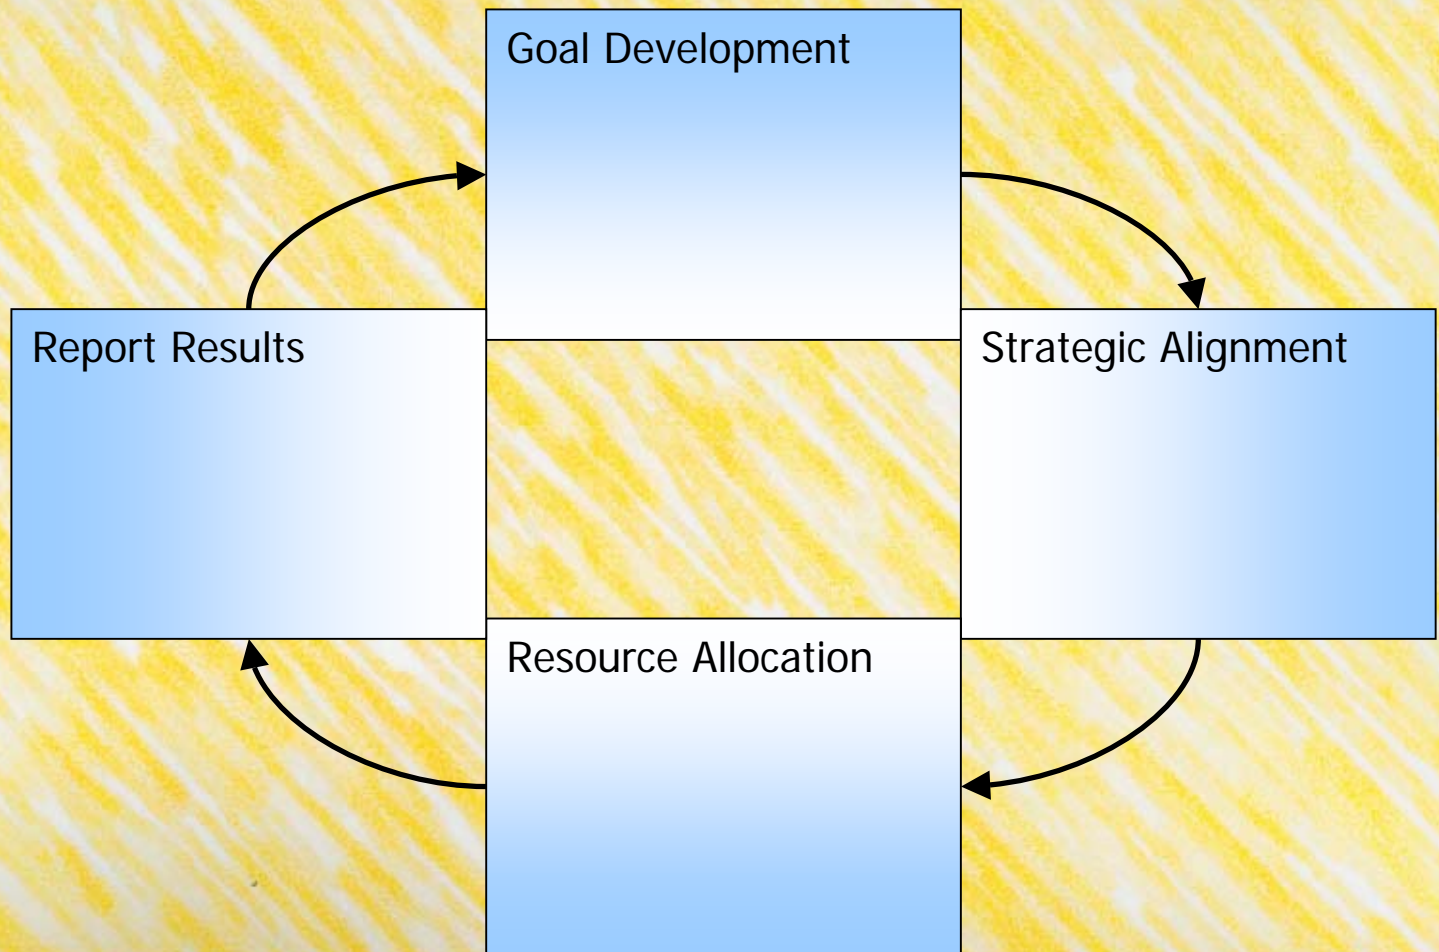 Goal Development
Report Results
Strategic Alignment
Resource Allocation